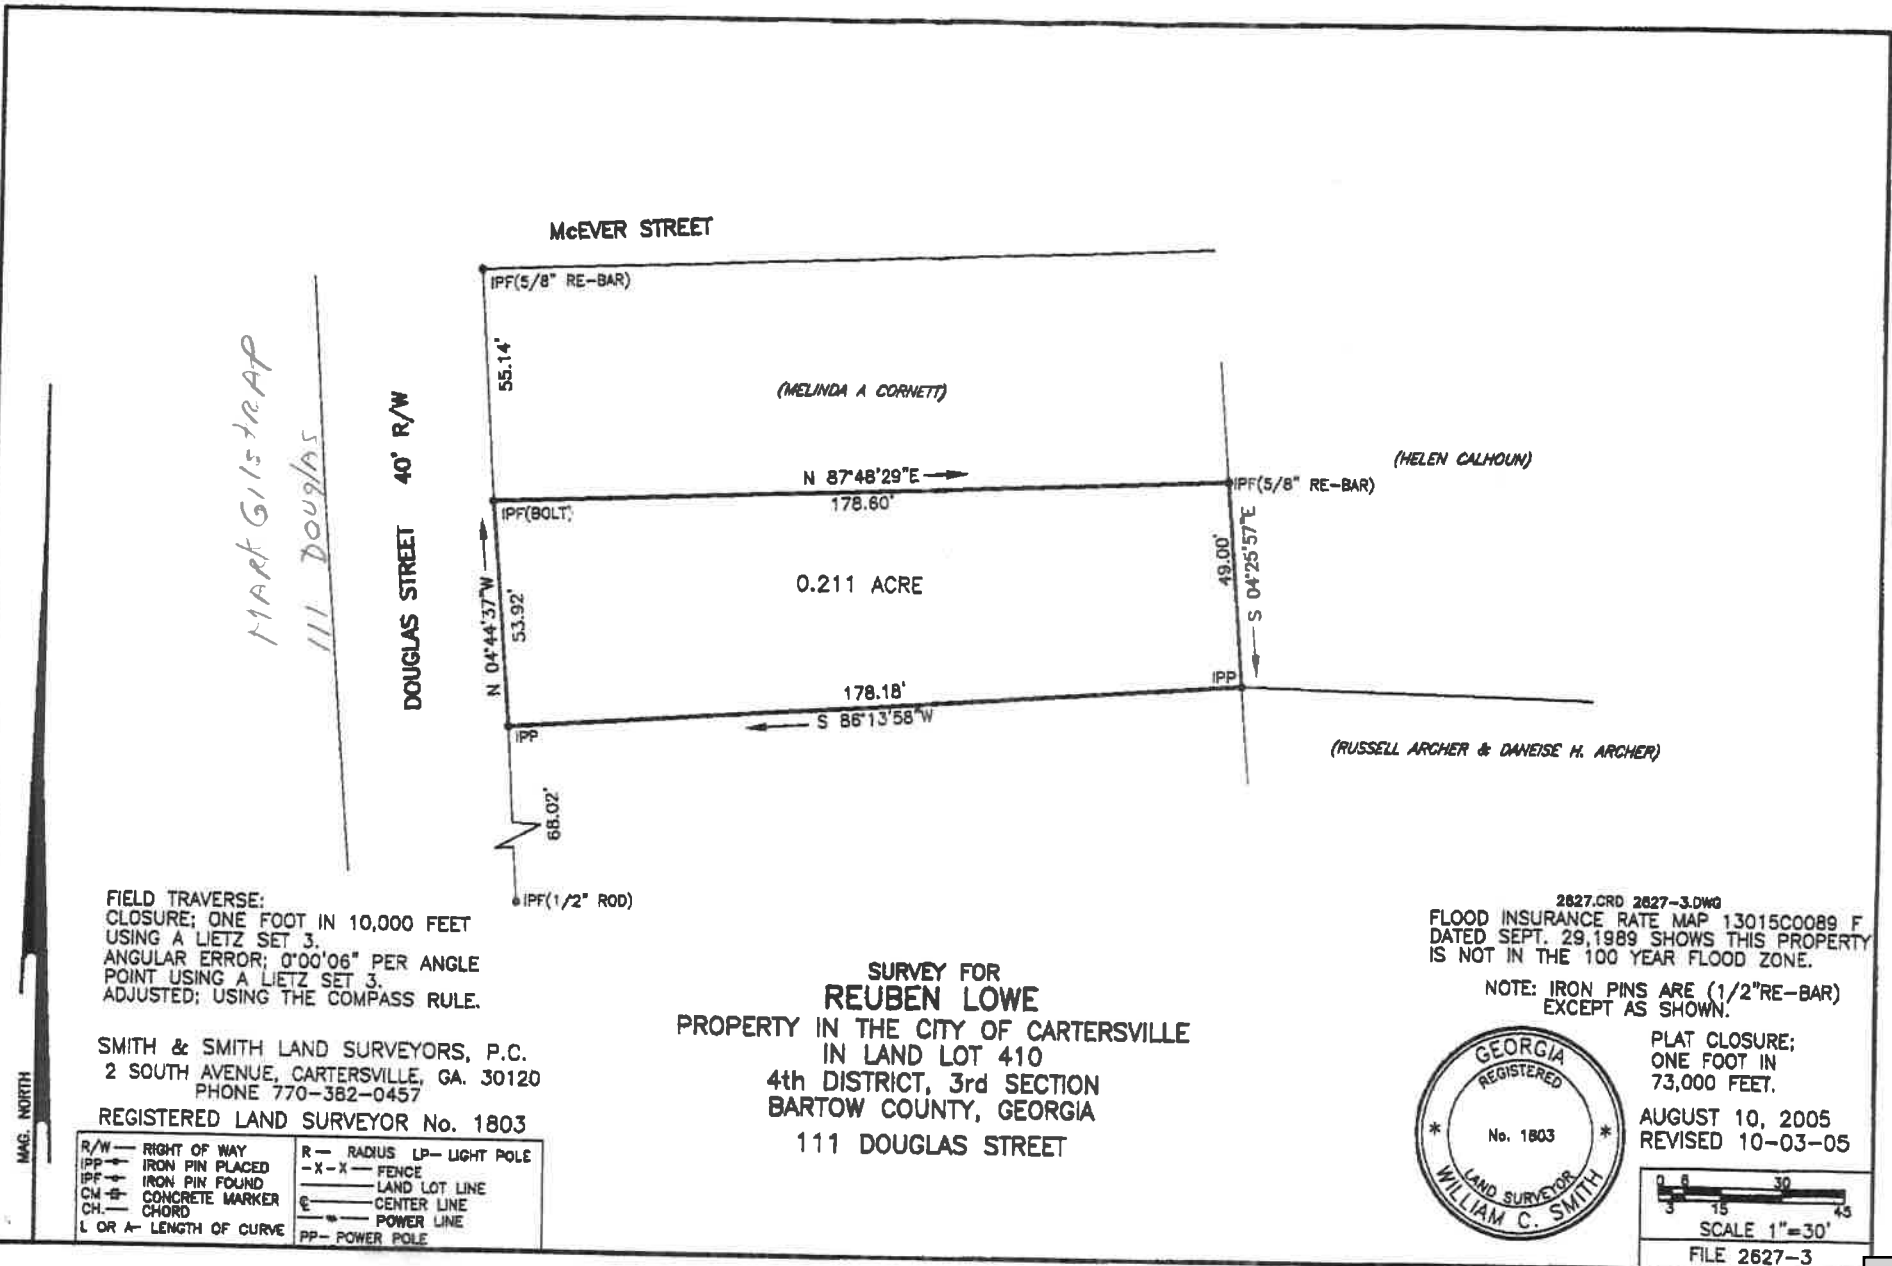 McEVER STREET
IPF(5/8" RE-BAR)
55.14'
MARK GILSTRAP
111 DOUGLAS
DOUGLAS STREET 40' R/W
(MELINDA A CORNETT)
(HELEN CALHOUN)
N 87°48'29"E
178.60'
IPF(5/8" RE-BAR)
IPF(BOLT)
N 04°44'37"W
53.92'
0.211 ACRE
49.00'
S 04°25'57"E
178.18'
S 86°13'58"W
IPP
IPP
(RUSSELL ARCHER & DANEISE H. ARCHER)
68.02'
IPF(1/2" ROD)
FIELD TRAVERSE:
CLOSURE; ONE FOOT IN 10,000 FEET
USING A LIETZ SET 3.
ANGULAR ERROR; 0°00'06" PER ANGLE
POINT USING A LIETZ SET 3.
ADJUSTED; USING THE COMPASS RULE.
SMITH & SMITH LAND SURVEYORS, P.C.
2 SOUTH AVENUE, CARTERSVILLE, GA. 30120
PHONE 770-382-0457
REGISTERED LAND SURVEYOR No. 1803
MAG. NORTH
R/W— RIGHT OF WAY
IPP IRON PIN PLACED
IPF IRON PIN FOUND
CM CONCRETE MARKER
CH.— CHORD
L OR A— LENGTH OF CURVE
R— RADIUS LP— LIGHT POLE
-X-X— FENCE
LAND LOT LINE
℄ CENTER LINE
POWER LINE
PP— POWER POLE
SURVEY FOR
REUBEN LOWE
PROPERTY IN THE CITY OF CARTERSVILLE
IN LAND LOT 410
4th DISTRICT, 3rd SECTION
BARTOW COUNTY, GEORGIA
111 DOUGLAS STREET
2627.CRD 2627-3.DWG
FLOOD INSURANCE RATE MAP 13015C0089 F
DATED SEPT. 29,1989 SHOWS THIS PROPERTY
IS NOT IN THE 100 YEAR FLOOD ZONE.
NOTE: IRON PINS ARE (1/2"RE-BAR)
EXCEPT AS SHOWN.
PLAT CLOSURE;
ONE FOOT IN
73,000 FEET.
AUGUST 10, 2005
REVISED 10-03-05
GEORGIA
REGISTERED
* No. 1803 *
LAND SURVEYOR
WILLIAM C. SMITH
0 6 30
3 15 45
SCALE 1"=30'
FILE 2627-3